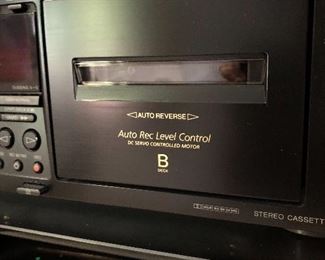 AUTO REVERSE
Auto Rec Level Control
DC SERVO CONTROLLED MOTOR
B
DECK
STEREO CASSETT